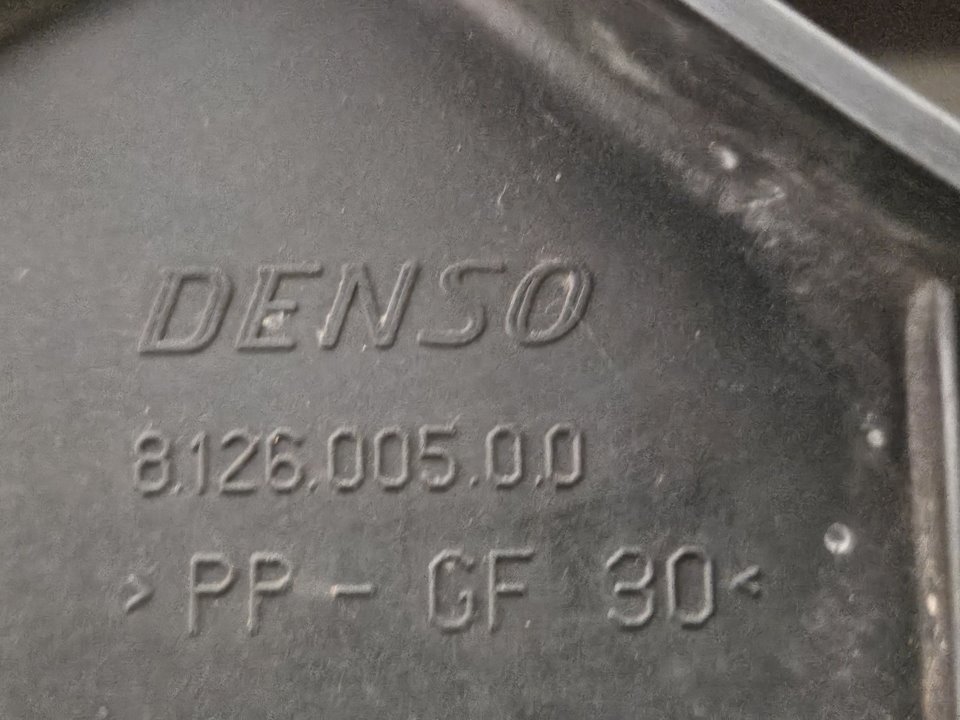 DENSO
8.126.005.0.0
>PP - GF 30<